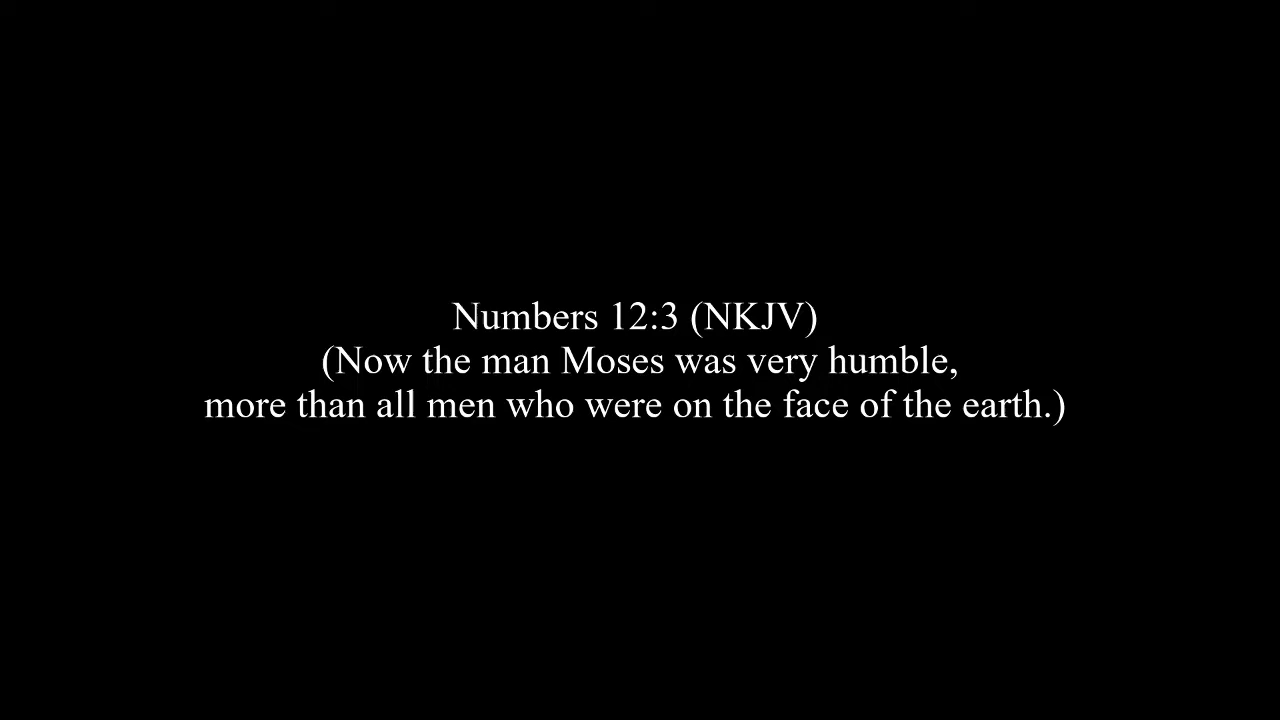 Numbers 12:3 (NKJV)
(Now the man Moses was very humble,
more than all men who were on the face of the earth.)